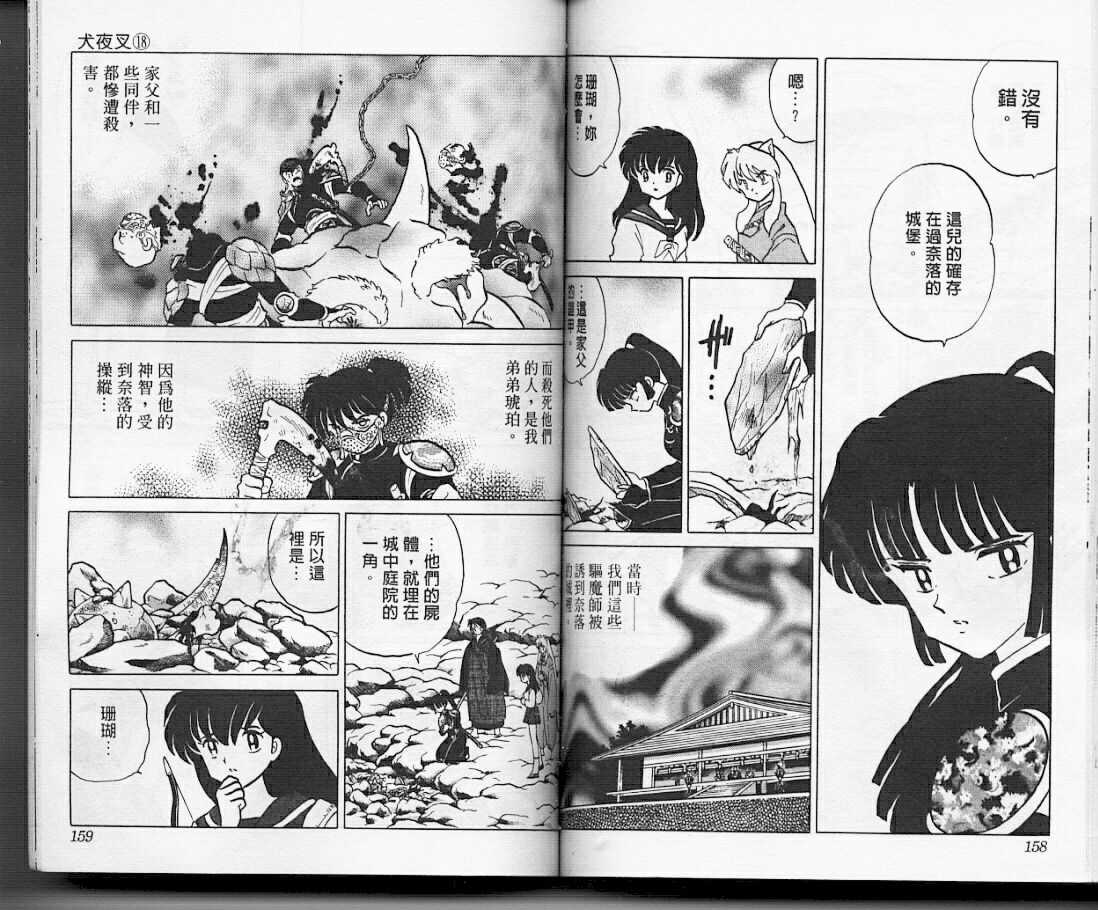 沒有
錯。
這兒的確存
在過奈落的
城堡。
嗯…?
珊瑚,妳
怎麼會…
…這是家父
的鎧甲。
當時——
我們這些
驅魔師被
誘到奈落
的城裡。
158
犬夜叉⑱
家父和一
些同伴,
都慘遭殺
害。
而殺死他們
的人,是我
弟弟琥珀。
因為他的
神智,受
到奈落的
操縱…
…他們的屍
體,就埋在
城中庭院的
一角。
所以這
裡是…
珊瑚…
159